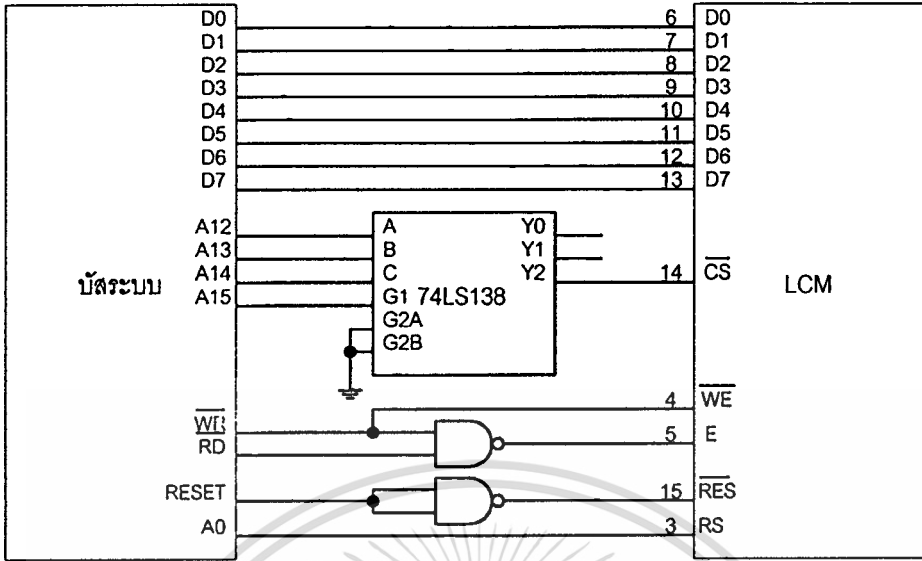 D0 6 D0
D1 7 D1
D2 8 D2
D3 9 D3
D4 10 D4
D5 11 D5
D6 12 D6
D7 13 D7
A12 A Y0
A13 B Y1
A14 C Y2 14 CS
A15 G1 74LS138
G2A
G2B
บัสระบบ
LCM
WR 4 WE
RD 5 E
RESET 15 RES
A0 3 RS